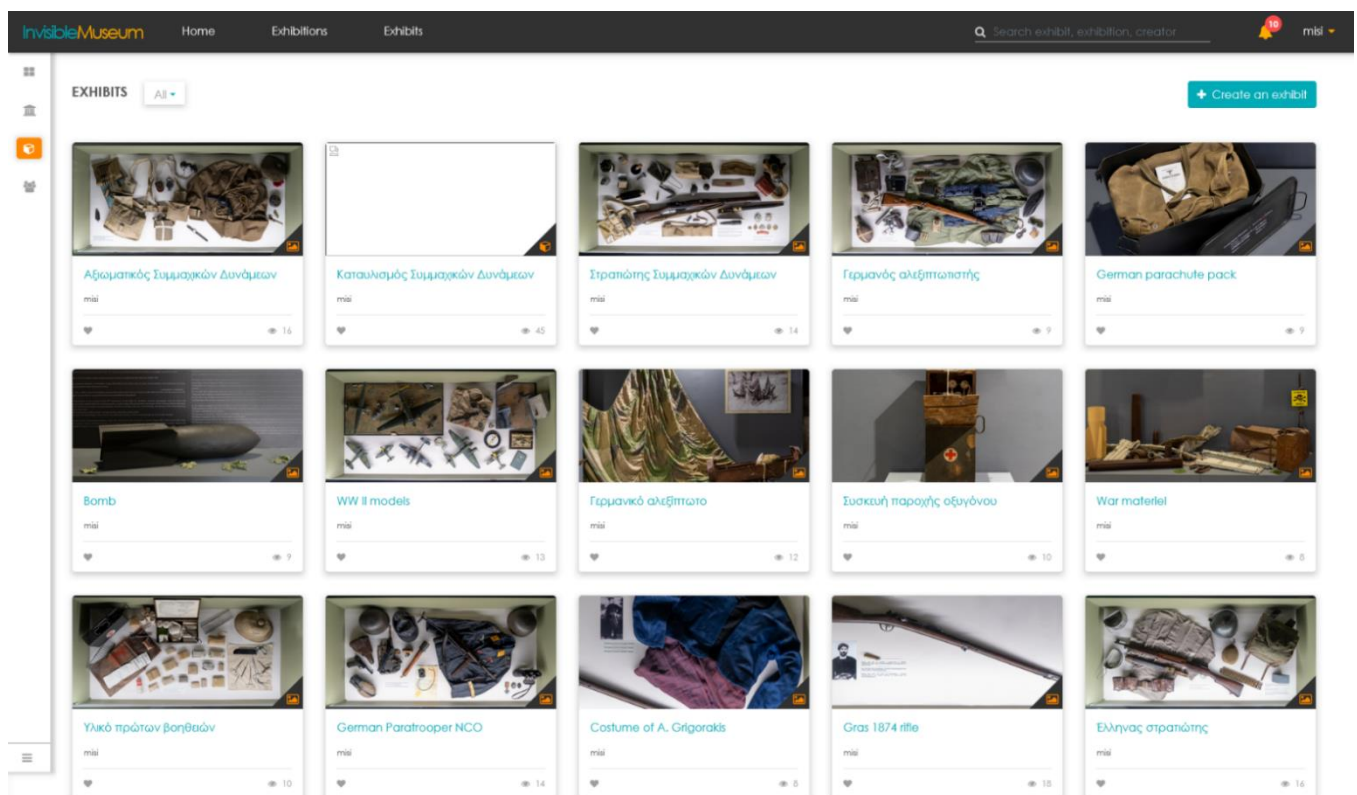 InvisibleMuseum Home Exhibitions Exhibits Search exhibit, exhibition, creator 10 misi
EXHIBITS All + Create an exhibit
Αξιωματικός Συμμαχικών Δυνάμεων
misi
16
Καταυλισμός Συμμαχικών Δυνάμεων
misi
45
Στρατιώτης Συμμαχικών Δυνάμεων
misi
14
Γερμανός αλεξιπτωτιστής
misi
9
German parachute pack
misi
9
Bomb
misi
9
WW II models
misi
13
Γερμανικό αλεξίπτωτο
misi
12
Συσκευή παροχής οξυγόνου
misi
10
War materiel
misi
8
Υλικό πρώτων βοηθειών
misi
10
German Paratrooper NCO
misi
14
Costume of A. Grigorakis
misi
8
Gras 1874 rifle
misi
18
Έλληνας στρατιώτης
misi
16